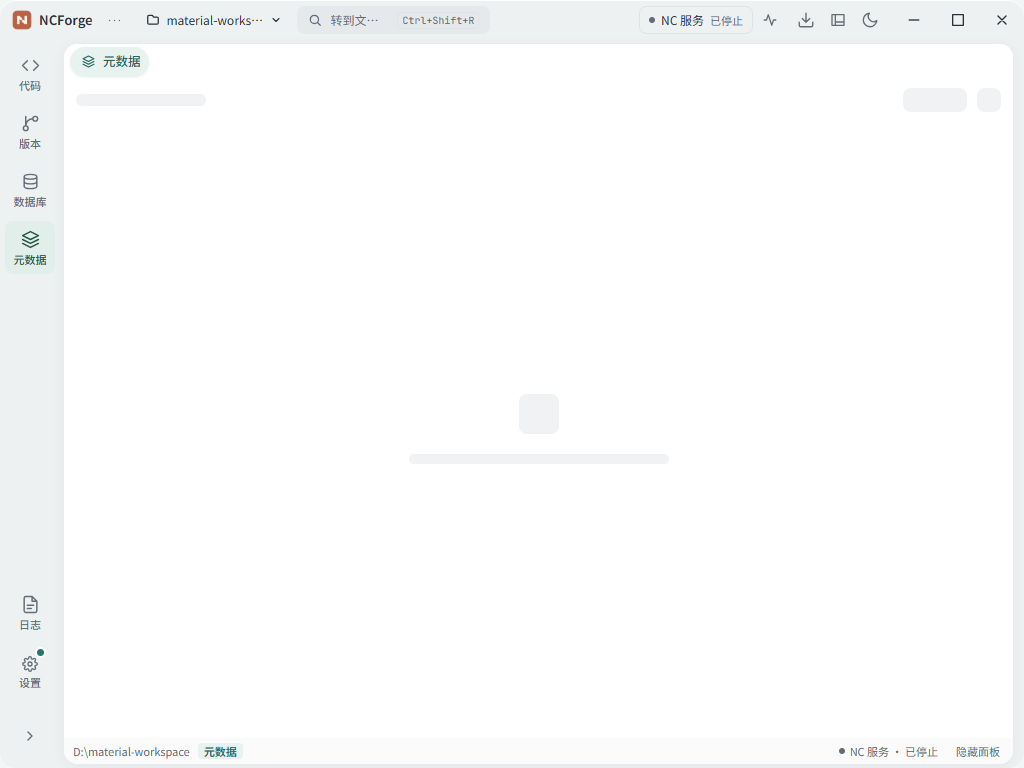 NCForge
···
material-works···
转到文···
Ctrl+Shift+R
NC 服务 已停止
代码
版本
数据库
元数据
元数据
日志
设置
D:\material-workspace
元数据
NC 服务 · 已停止
隐藏面板